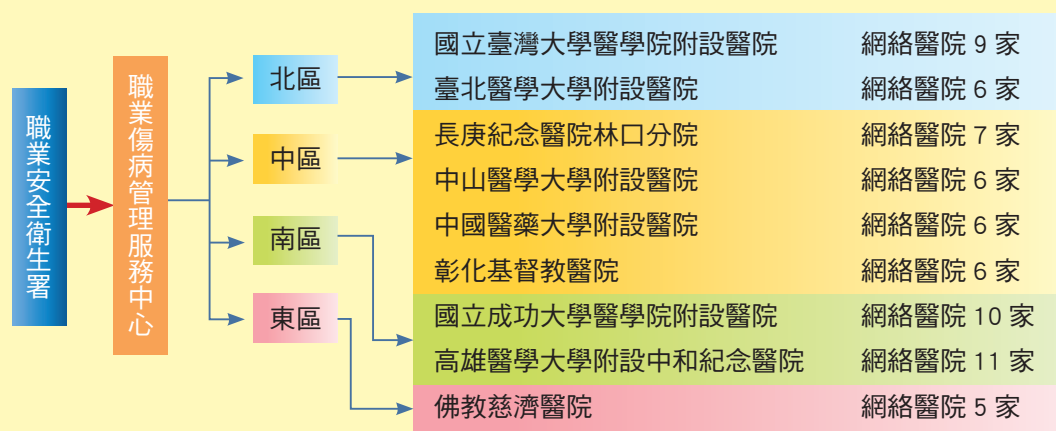 職業安全衛生署
職業傷病管理服務中心
北區
中區
南區
東區
國立臺灣大學醫學院附設醫院 網絡醫院 9 家
臺北醫學大學附設醫院 網絡醫院 6 家
長庚紀念醫院林口分院 網絡醫院 7 家
中山醫學大學附設醫院 網絡醫院 6 家
中國醫藥大學附設醫院 網絡醫院 6 家
彰化基督教醫院 網絡醫院 6 家
國立成功大學醫學院附設醫院 網絡醫院 10 家
高雄醫學大學附設中和紀念醫院 網絡醫院 11 家
佛教慈濟醫院 網絡醫院 5 家